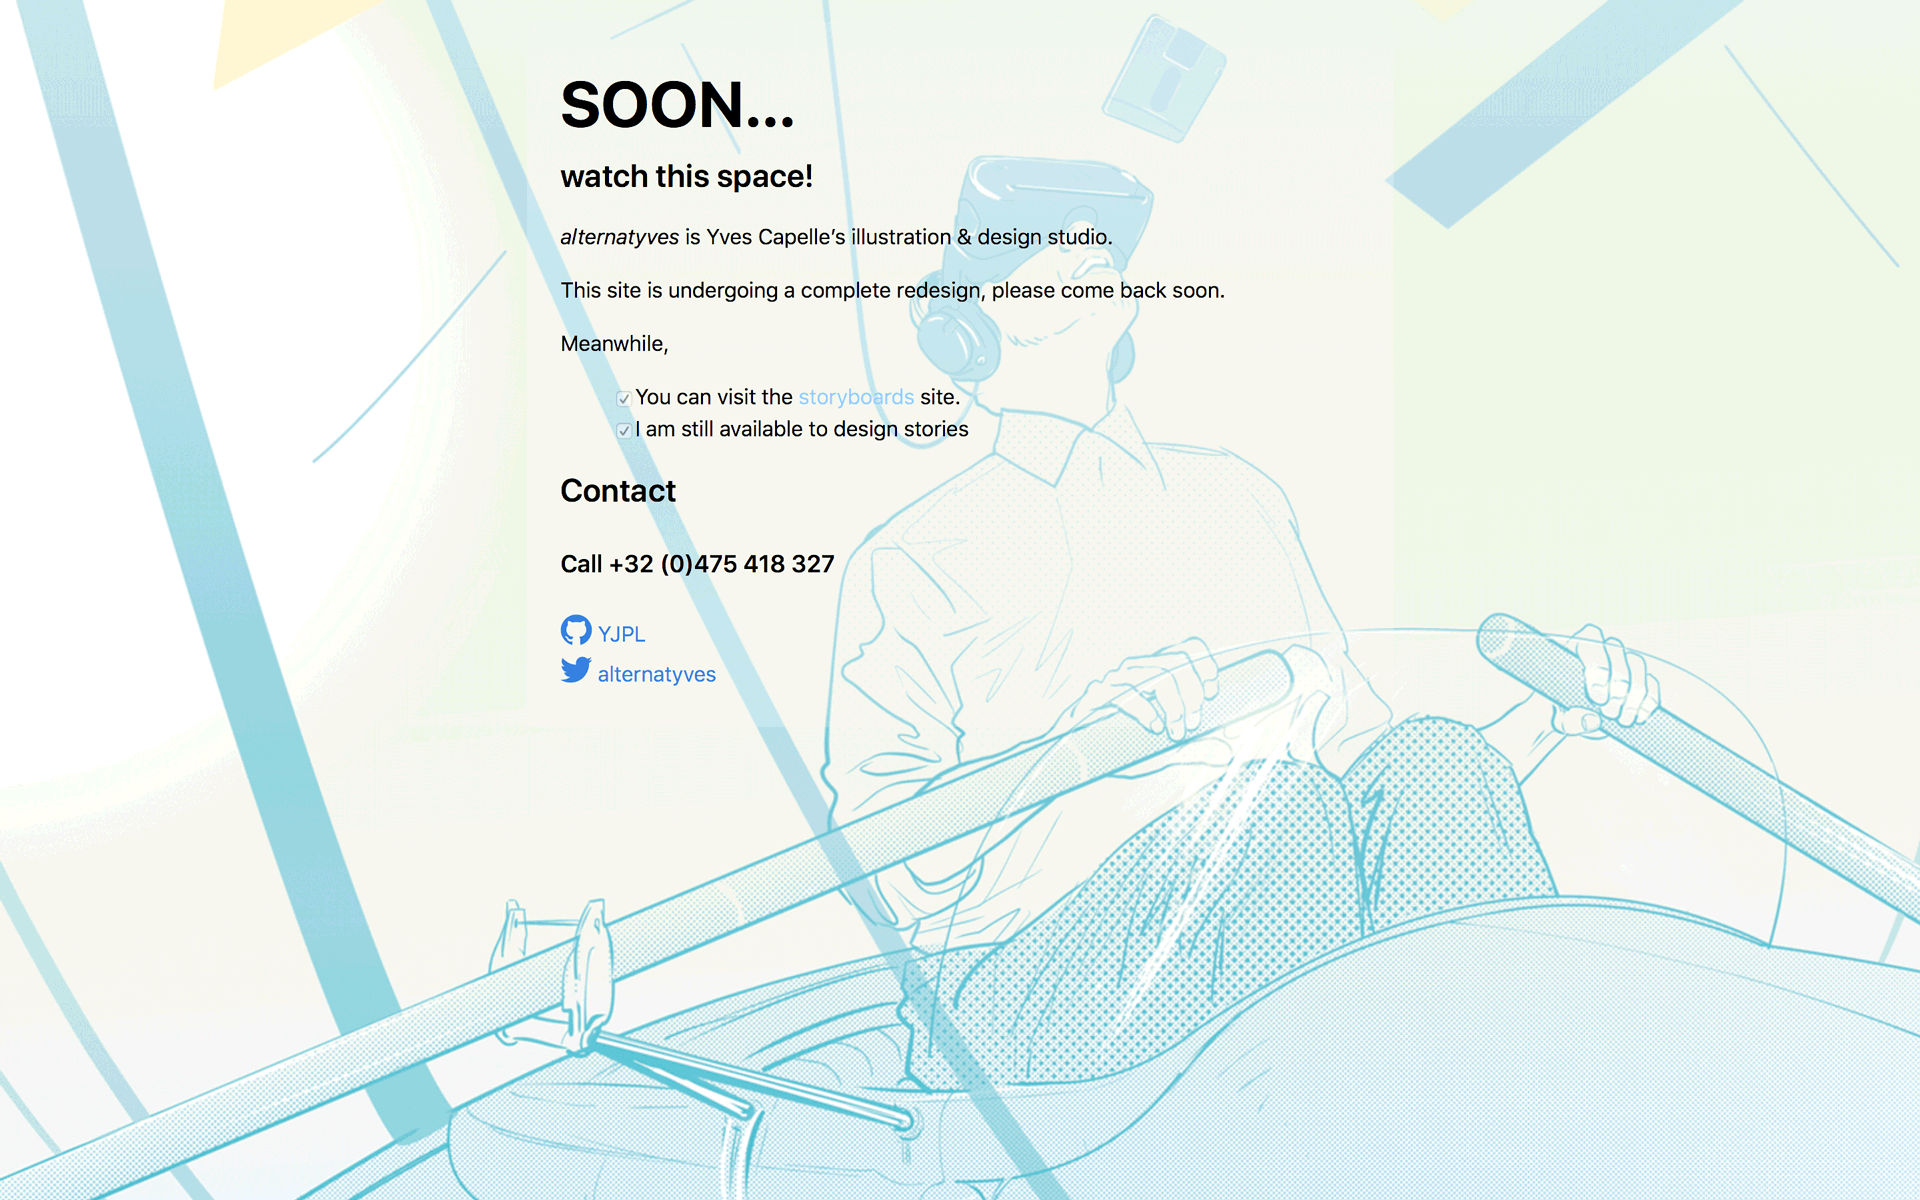 SOON...
watch this space!
alternatyves is Yves Capelle’s illustration & design studio.
This site is undergoing a complete redesign, please come back soon.
Meanwhile,
You can visit the storyboards site.
I am still available to design stories
Contact
Call +32 (0)475 418 327
YJPL
alternatyves